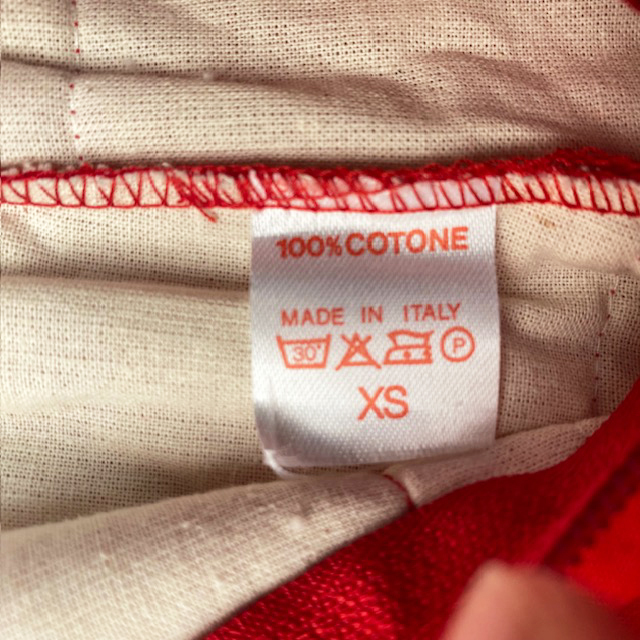 100% COTONE
MADE IN ITALY
30° P
XS